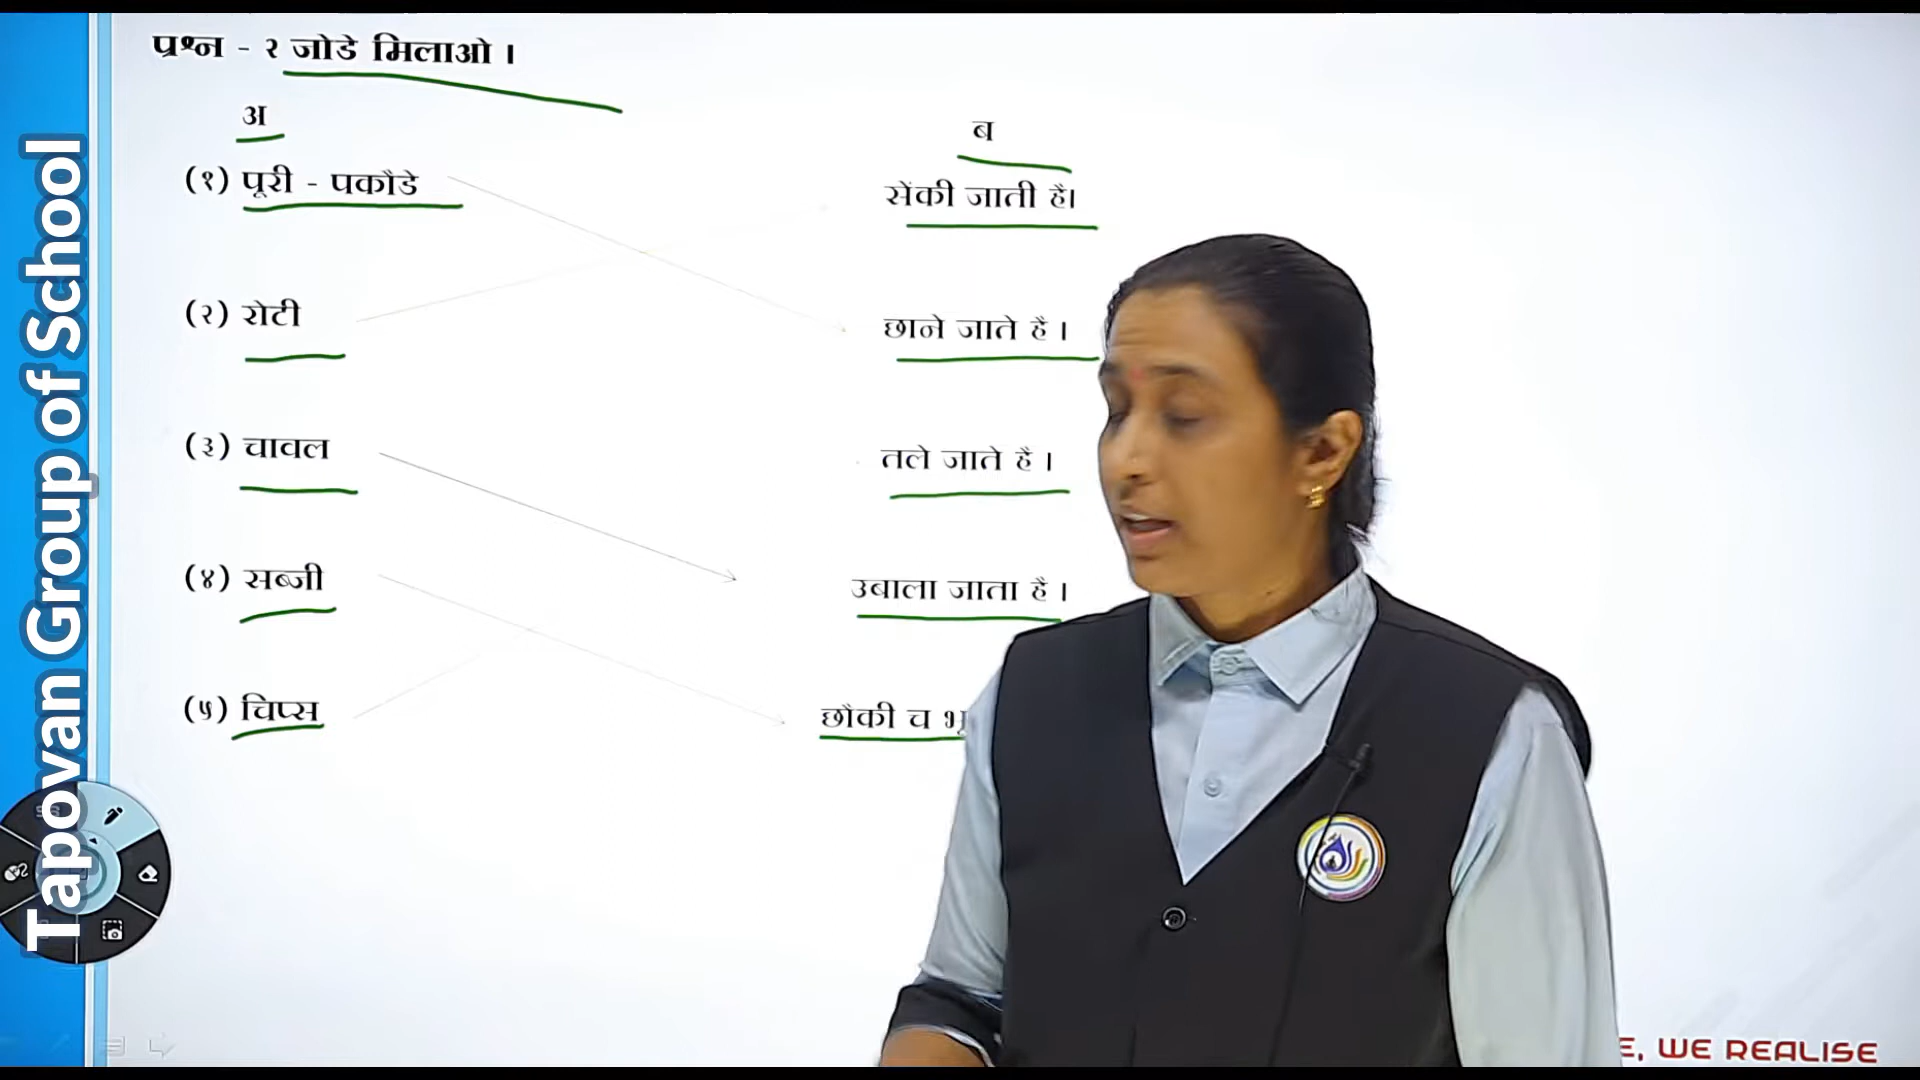 प्रश्न - २ जोडे मिलाओ ।
अ
ब
(१) पूरी - पकौडे
सेंकी जाती है।
(२) रोटी
छाने जाते है ।
(३) चावल
तले जाते है ।
(४) सब्जी
उबाला जाता है ।
(५) चिप्स
छौकी च
Tapovan Group of School
WE REALISE